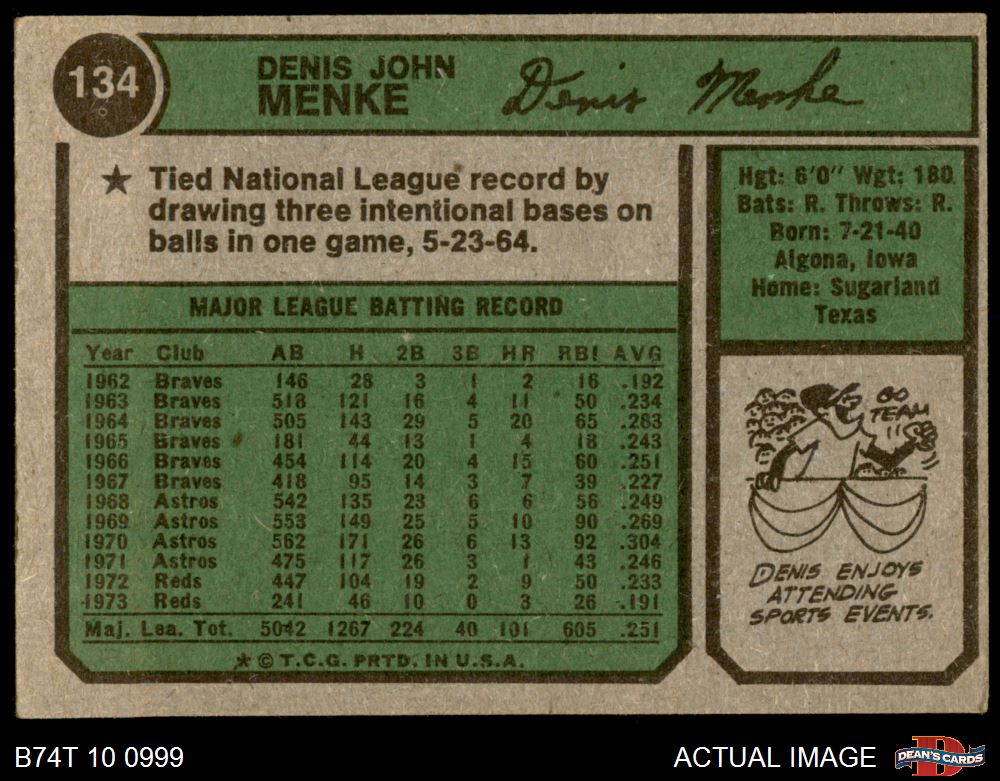 134
DENIS JOHN
MENKE
Denis Menke
★ Tied National League record by
drawing three intentional bases on
balls in one game, 5-23-64.
Hgt: 6'0" Wgt: 180
Bats: R. Throws: R.
Born: 7-21-40
Algona, Iowa
Home: Sugarland
Texas
MAJOR LEAGUE BATTING RECORD
Year Club AB H 2B 3B HR RBI AVG
1962 Braves 146 28 3 1 2 16 .192
1963 Braves 518 121 16 4 11 50 .234
1964 Braves 505 143 29 5 20 65 .283
1965 Braves 181 44 13 1 4 18 .243
1966 Braves 454 114 20 4 15 60 .251
1967 Braves 418 95 14 3 7 39 .227
1968 Astros 542 135 23 6 6 56 .249
1969 Astros 553 149 25 5 10 90 .269
1970 Astros 562 171 26 6 13 92 .304
1971 Astros 475 117 26 3 1 43 .246
1972 Reds 447 104 19 2 9 50 .233
1973 Reds 241 46 10 0 3 26 .191
Maj. Lea. Tot. 5042 1267 224 40 101 605 .251
★ © T.C.G. PRTD. IN U.S.A.
GO
TEAM
DENIS ENJOYS
ATTENDING
SPORTS EVENTS.
B74T 10 0999
ACTUAL IMAGE
DEAN'S CARDS